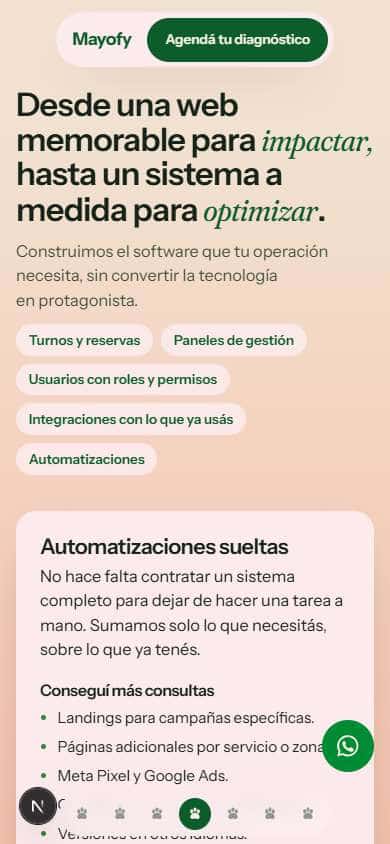 Mayofy
Agendá tu diagnóstico
Desde una web
memorable para impactar,
hasta un sistema a
medida para optimizar.
Construimos el software que tu operación
necesita, sin convertir la tecnología
en protagonista.
Turnos y reservas
Paneles de gestión
Usuarios con roles y permisos
Integraciones con lo que ya usás
Automatizaciones
Automatizaciones sueltas
No hace falta contratar un sistema
completo para dejar de hacer una tarea a
mano. Sumamos solo lo que necesitás,
sobre lo que ya tenés.
Conseguí más consultas
Landings para campañas específicas.
Páginas adicionales por servicio o zona
Meta Pixel y Google Ads.
N
Versiones en otros idiomas.